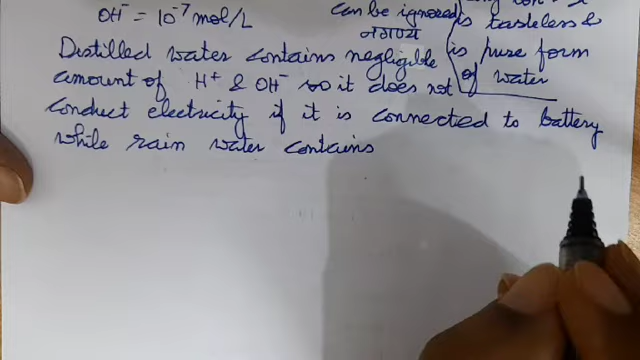 OH⁻ = 10⁻⁷ mol/L
can be ignored
नगण्य
is tasteless &
is pure form
of water
Distilled water contains negligible
amount of H⁺ & OH⁻ so it does not
conduct electricity if it is connected to battery
while rain water contains